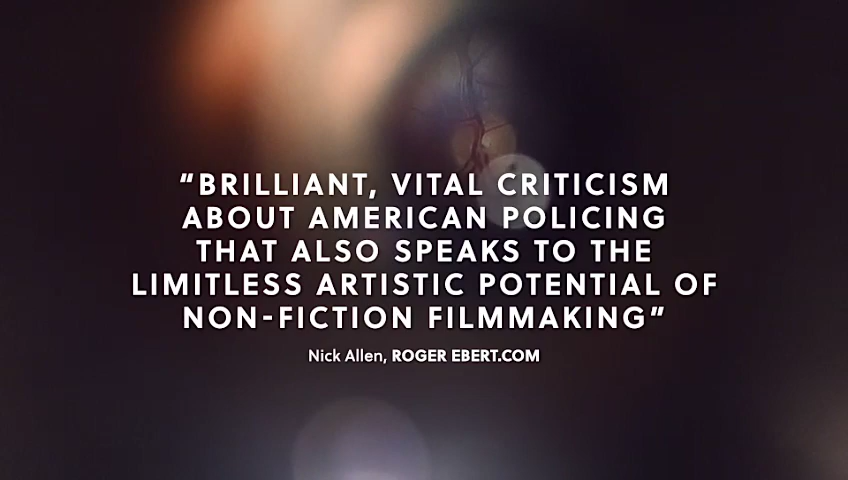 “BRILLIANT, VITAL CRITICISM
ABOUT AMERICAN POLICING
THAT ALSO SPEAKS TO THE
LIMITLESS ARTISTIC POTENTIAL OF
NON-FICTION FILMMAKING”
Nick Allen, ROGER EBERT.COM